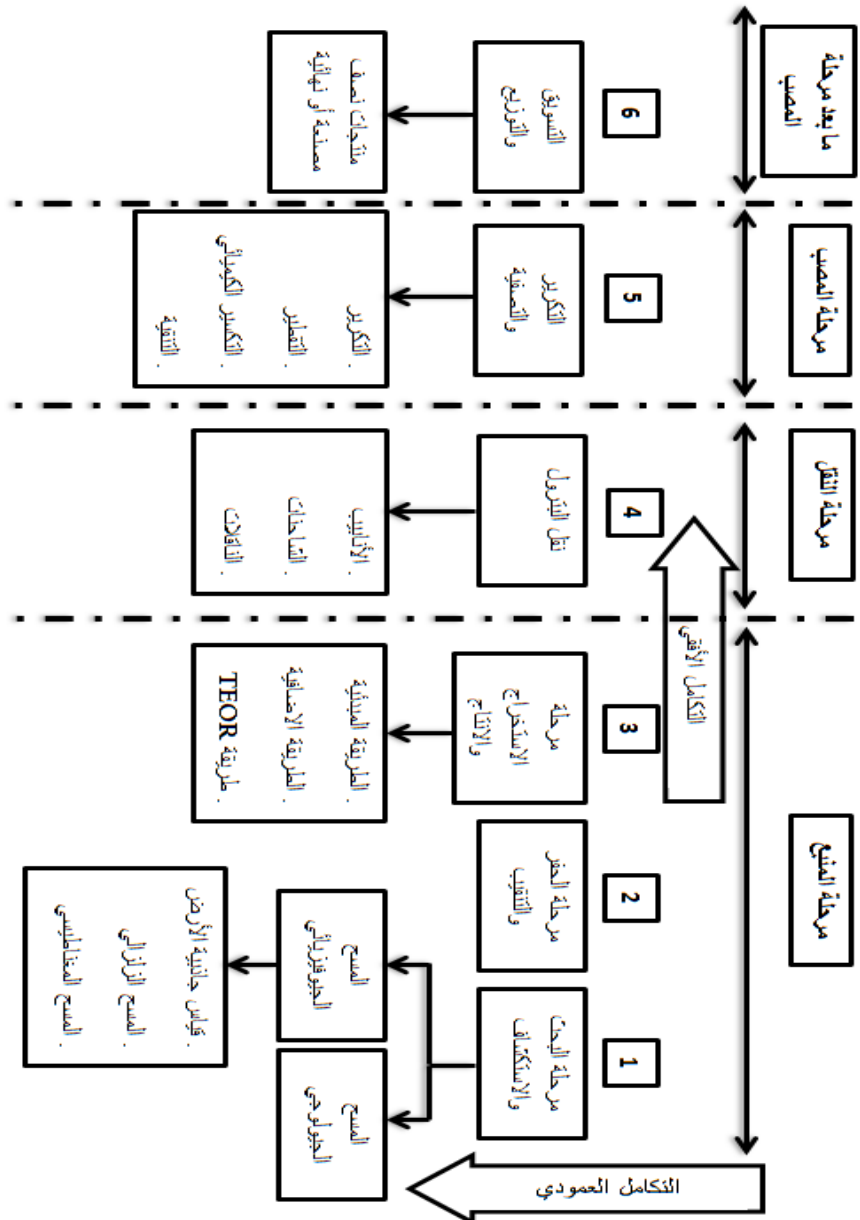 مرحلة المنبع
مرحلة النقل
مرحلة المصب
ما بعد مرحلة
المصب
1
2
3
4
5
6
التكامل الأفقي
مرحلة البحث
والاستكشاف
مرحلة الحفر
والتنقيب
مرحلة
الاستخراج
والانتاج
نقل البترول
التكرير
والتصفية
التسويق
والتوزيع
المسح
الجيولوجي
المسح
الجيوفيزيائي
. قياس جاذبية الأرض
. المسح الزلزالي
. المسح المغناطيسي
. الطريقة المبدئية
. الطريقة الاضافية
. طريقة TEOR
. الأنابيب
. الشاحنات
. الناقلات
. التكرير
. التقطير
. التكسير الكيميائي
. التنقية
منتجات نصف
مصنعة أو نهائية
التكامل العمودي